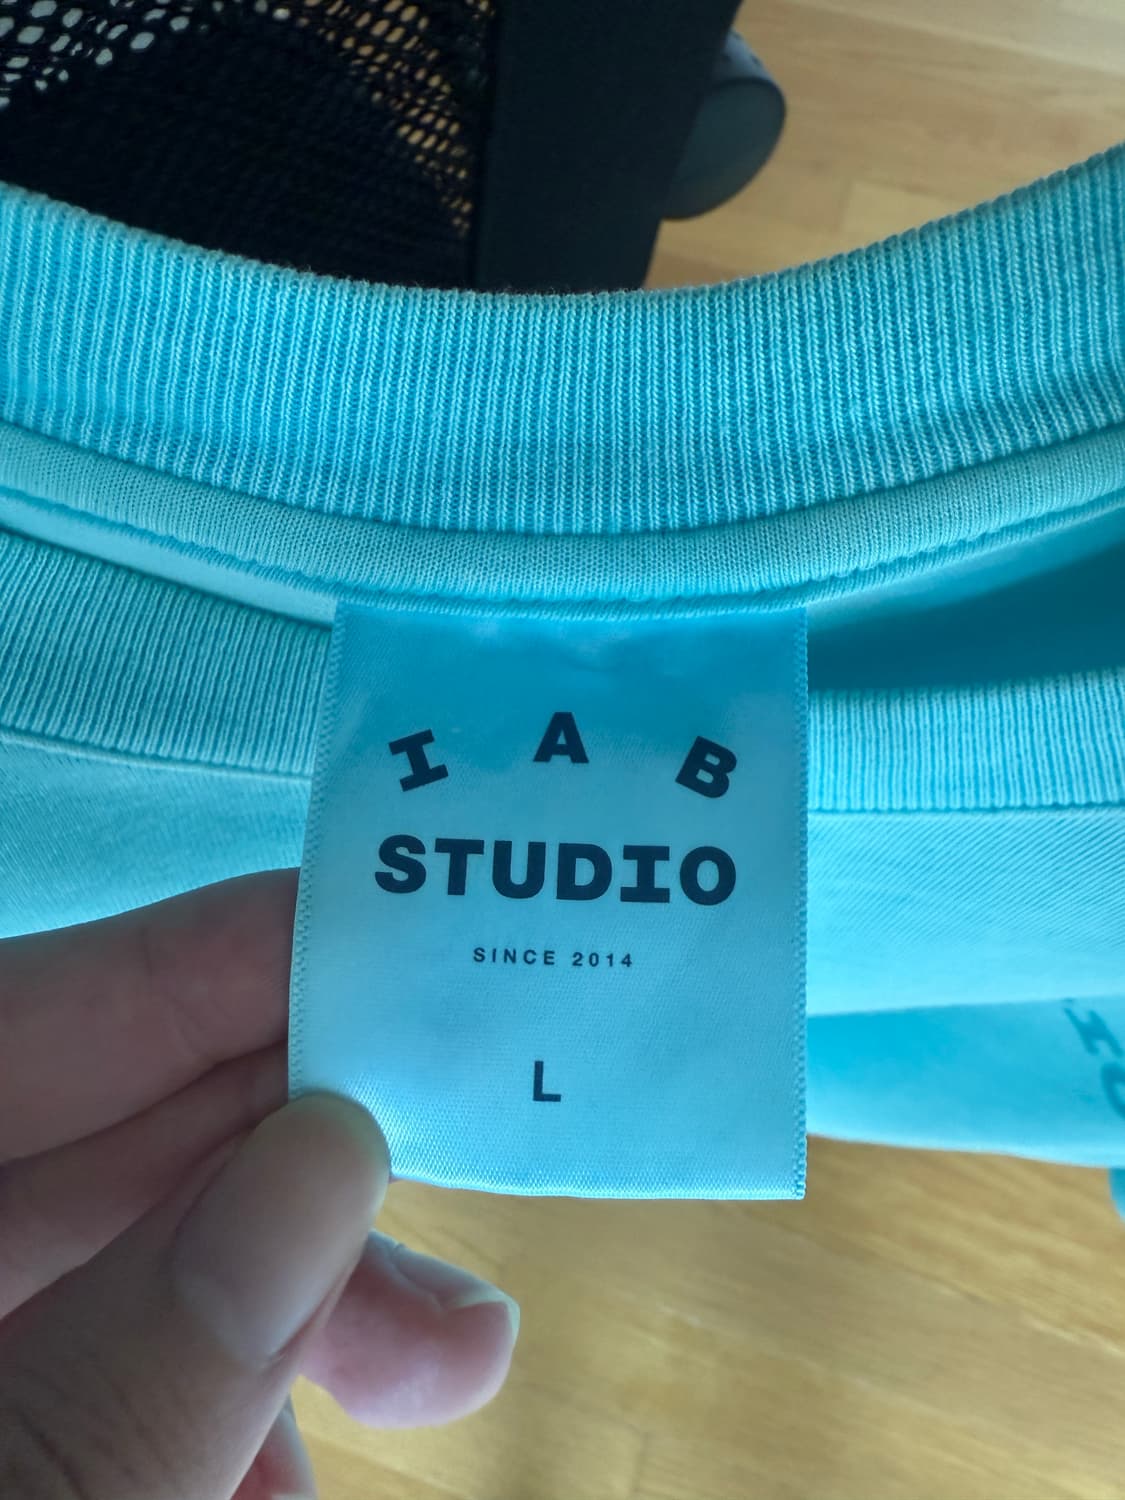 I A B
STUDIO
SINCE 2014
L